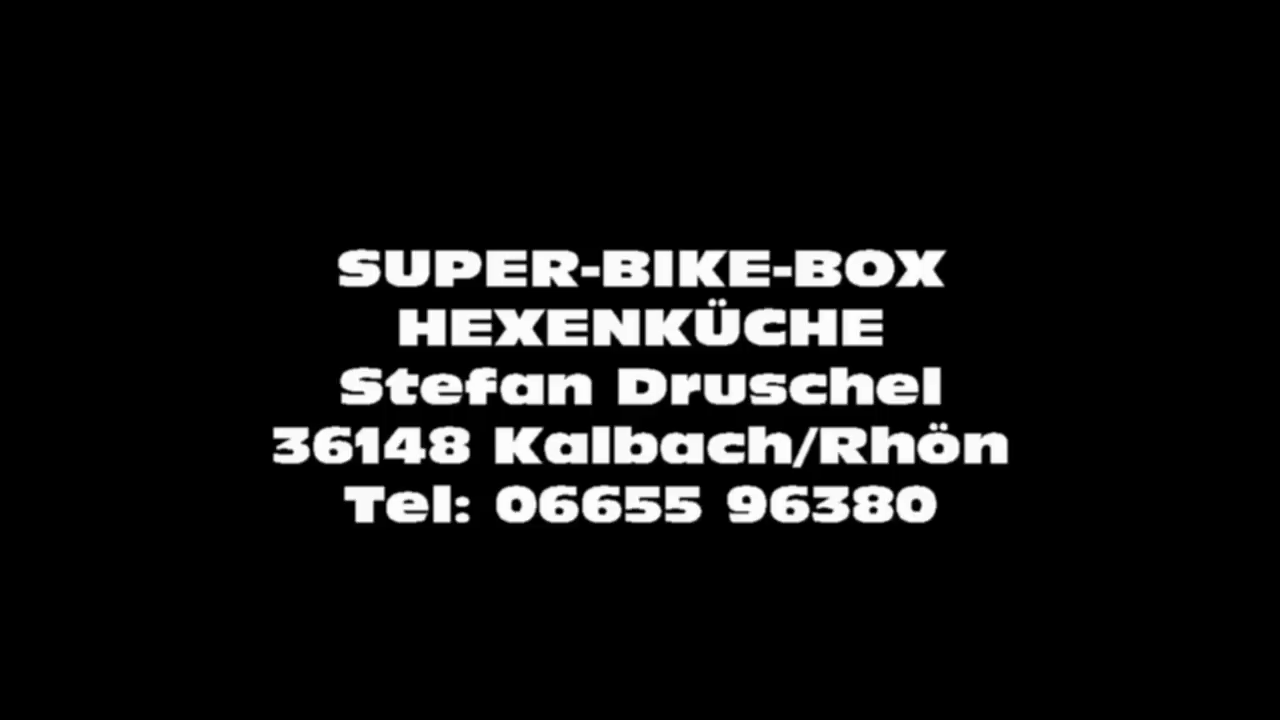 SUPER-BIKE-BOX
HEXENKÜCHE
Stefan Druschel
36148 Kalbach/Rhön
Tel: 06655 96380